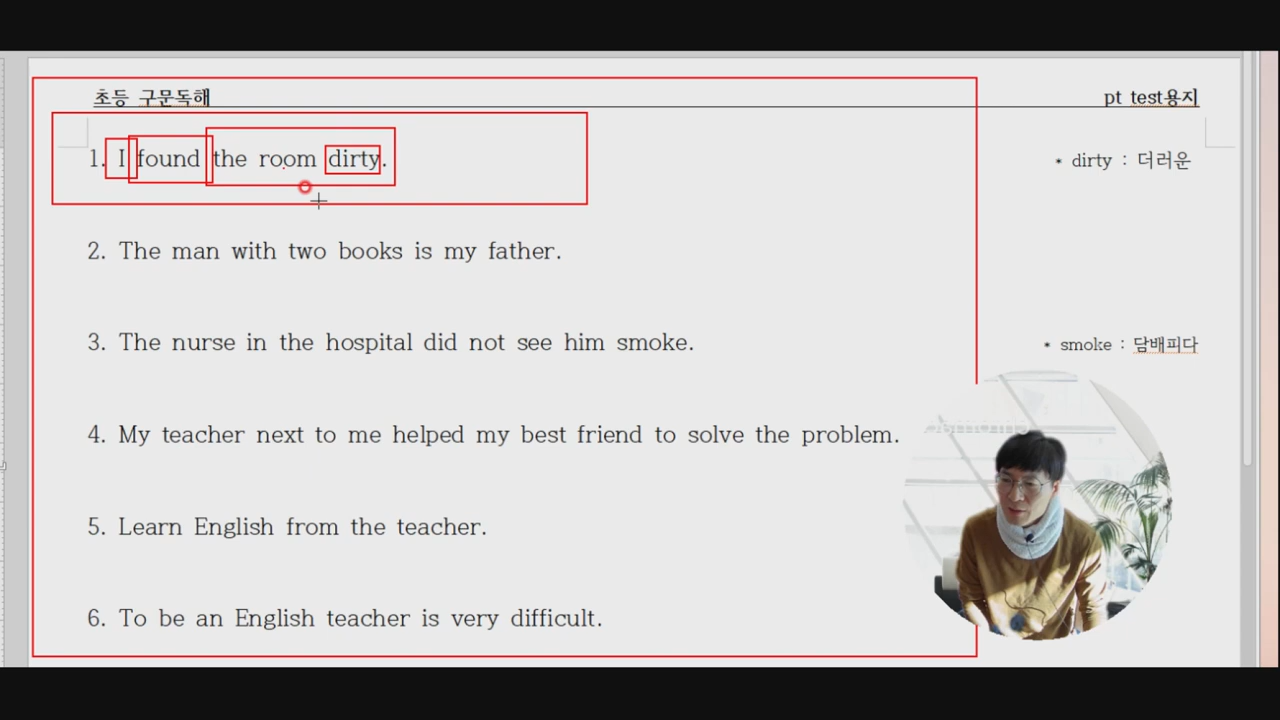 초등 구문독해 pt test용지
1. I found the room dirty. * dirty : 더러운
2. The man with two books is my father.
3. The nurse in the hospital did not see him smoke. * smoke : 담배피다
4. My teacher next to me helped my best friend to solve the problem.
5. Learn English from the teacher.
6. To be an English teacher is very difficult.